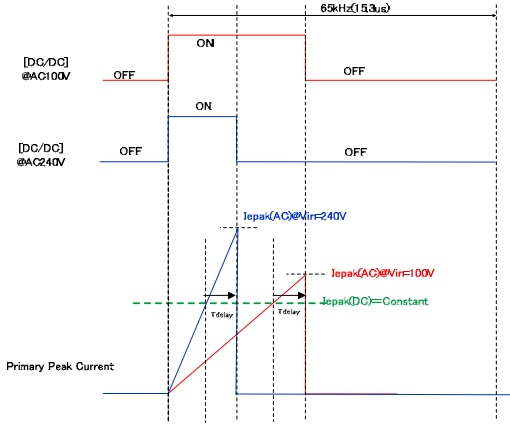 65kHz(15.3us)
ON
[DC/DC]
@AC100V
OFF
OFF
ON
[DC/DC]
@AC240V
OFF
OFF
Iepak(AC)@Vin=240V
Iepak(AC)@Vin=100V
Iepak(DC)=Constant
Tdelay
Tdelay
Primary Peak Current